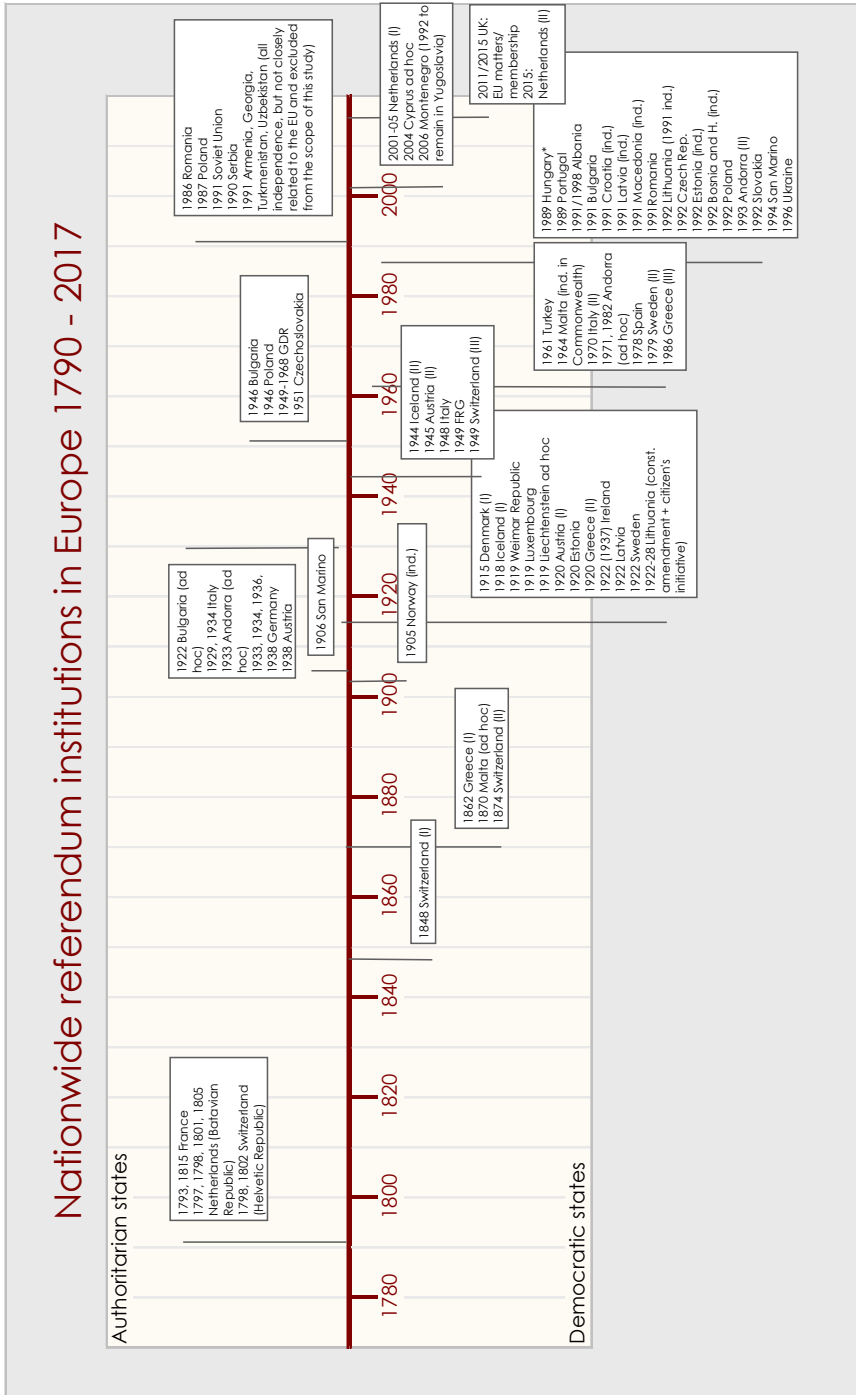 Nationwide referendum institutions in Europe 1790 - 2017
Authoritarian states
1793, 1815 France
1797, 1798, 1801, 1805
Netherlands (Batavian
Republic)
1798, 1802 Switzerland
(Helvetic Republic)
1922 Bulgaria (ad
hoc)
1929, 1934 Italy
1933 Andorra (ad
hoc)
1933, 1934, 1936,
1938 Germany
1938 Austria
1906 San Marino
1946 Bulgaria
1946 Poland
1949-1968 GDR
1951 Czechoslovakia
1986 Romania
1987 Poland
1991 Soviet Union
1990 Serbia
1991 Armenia, Georgia,
Turkmenistan, Uzbekistan (all
independence, but not closely
related to the EU and excluded
from the scope of this study)
1780
1800
1820
1840
1860
1880
1900
1920
1940
1960
1980
2000
1848 Switzerland (I)
1862 Greece (I)
1870 Malta (ad hoc)
1874 Switzerland (II)
1905 Norway (ind.)
1915 Denmark (I)
1918 Iceland (I)
1919 Weimar Republic
1919 Luxembourg
1919 Liechtenstein ad hoc
1920 Austria (I)
1920 Estonia
1920 Greece (II)
1922 (1937) Ireland
1922 Latvia
1922 Sweden
1922-28 Lithuania (const.
amendment + citizen's
initiative)
1944 Iceland (II)
1945 Austria (II)
1948 Italy
1949 FRG
1949 Switzerland (III)
1961 Turkey
1964 Malta (ind. in
Commonwealth)
1970 Italy (II)
1971, 1982 Andorra
(ad hoc)
1978 Spain
1979 Sweden (II)
1986 Greece (III)
1989 Hungary*
1989 Portugal
1991/1998 Albania
1991 Bulgaria
1991 Croatia (ind.)
1991 Latvia (ind.)
1991 Macedonia (ind.)
1991 Romania
1992 Lithuania (1991 ind.)
1992 Czech Rep.
1992 Estonia (ind.)
1992 Bosnia and H. (ind.)
1992 Poland
1993 Andorra (II)
1992 Slovakia
1994 San Marino
1996 Ukraine
2001-05 Netherlands (I)
2004 Cyprus ad hoc
2006 Montenegro (1992 to
remain in Yugoslavia)
2011/2015 UK:
EU matters/
membership
2015:
Netherlands (II)
Democratic states